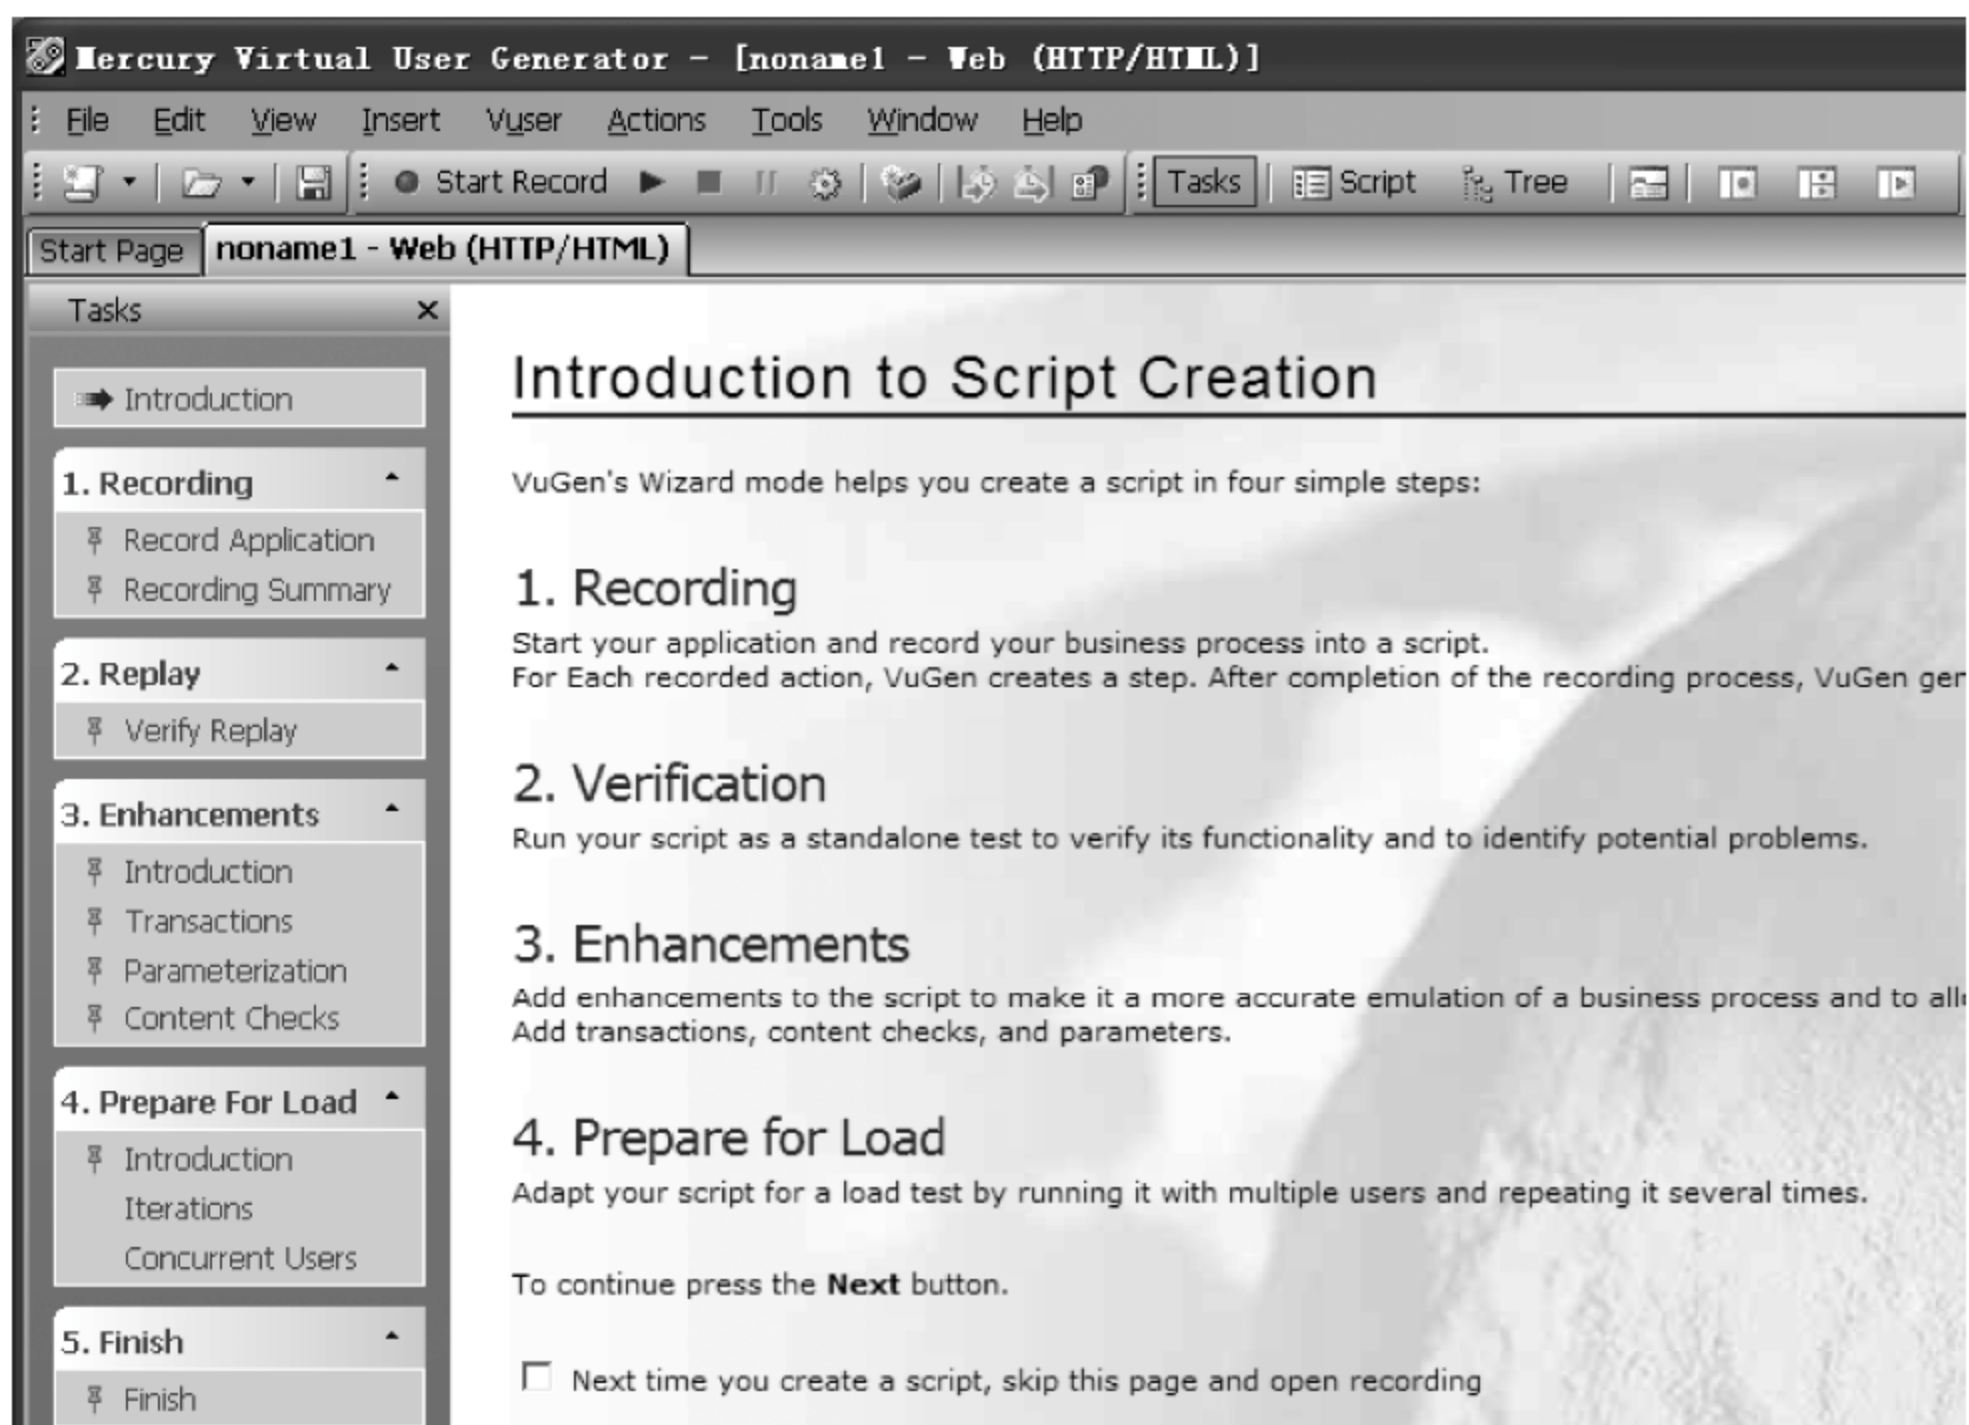 Mercury Virtual User Generator - [noname1 - Web (HTTP/HTML)]
File Edit View Insert Vuser Actions Tools Window Help
Start Record Tasks Script Tree
Start Page noname1 - Web (HTTP/HTML)
Tasks
Introduction
1. Recording
Record Application
Recording Summary
2. Replay
Verify Replay
3. Enhancements
Introduction
Transactions
Parameterization
Content Checks
4. Prepare For Load
Introduction
Iterations
Concurrent Users
5. Finish
Finish
Introduction to Script Creation
VuGen's Wizard mode helps you create a script in four simple steps:
1. Recording
Start your application and record your business process into a script.
For Each recorded action, VuGen creates a step. After completion of the recording process, VuGen
2. Verification
Run your script as a standalone test to verify its functionality and to identify potential problems.
3. Enhancements
Add enhancements to the script to make it a more accurate emulation of a business process and to
Add transactions, content checks, and parameters.
4. Prepare for Load
Adapt your script for a load test by running it with multiple users and repeating it several times.
To continue press the Next button.
Next time you create a script, skip this page and open recording